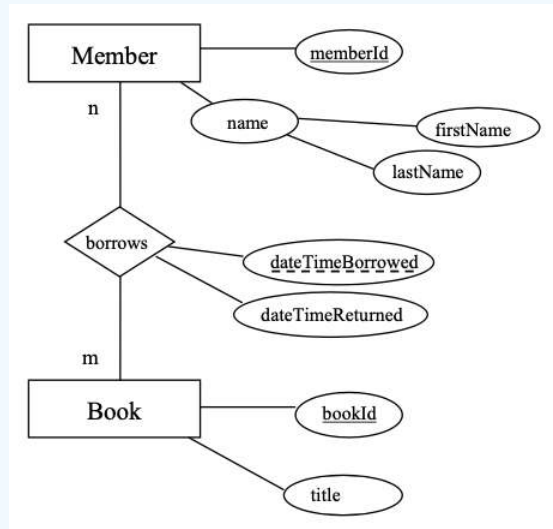 Member
memberId
n
name
firstName
lastName
borrows
dateTimeBorrowed
dateTimeReturned
m
Book
bookId
title